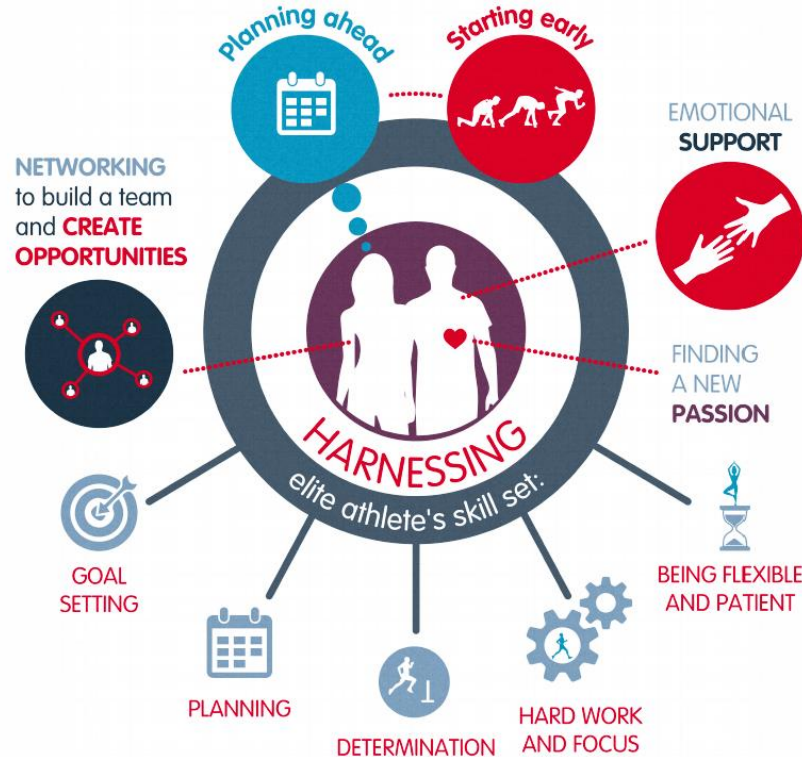 Planning ahead
Starting early
EMOTIONAL
SUPPORT
NETWORKING
to build a team
and CREATE
OPPORTUNITIES
FINDING
A NEW
PASSION
HARNESSING
elite athlete's skill set:
GOAL
SETTING
PLANNING
DETERMINATION
HARD WORK
AND FOCUS
BEING FLEXIBLE
AND PATIENT